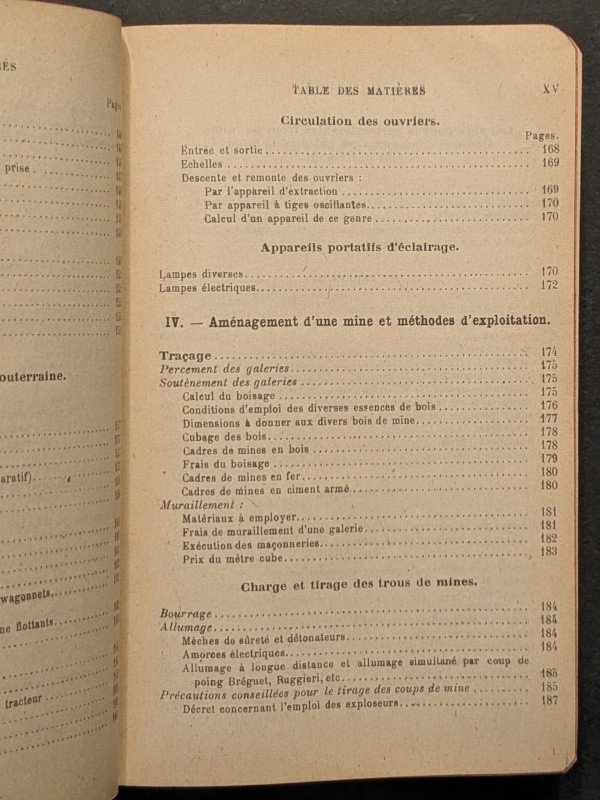 prise .
outerraine.
aratif)
wagonnets
ne flottants
tracteur
TABLE DES MATIÈRES XV
Circulation des ouvriers.
Pages.
Entrée et sortie 168
Echelles 169
Descente et remonte des ouvriers :
Par l'appareil d'extraction 169
Par appareil à tiges oscillantes 170
Calcul d'un appareil de ce genre 170
Appareils portatifs d'éclairage.
Lampes diverses 170
Lampes électriques 172
IV. — Aménagement d'une mine et méthodes d'exploitation.
Traçage 174
Percement des galeries 175
Soutènement des galeries 175
Calcul du boisage 175
Conditions d'emploi des diverses essences de bois 176
Dimensions à donner aux divers bois de mine 177
Cubage des bois 178
Cadres de mines en bois 178
Frais du boisage 179
Cadres de mines en fer 180
Cadres de mines en ciment armé 180
Muraillement :
Matériaux à employer 181
Frais de muraillement d'une galerie 181
Exécution des maçonneries 182
Prix du mètre cube 183
Charge et tirage des trous de mines.
Bourrage 184
Allumage 184
Mèches de sûreté et détonateurs 184
Amorces électriques 184
Allumage à longue distance et allumage simultané par coup de
poing Bréguet, Ruggieri, etc 185
Précautions conseillées pour le tirage des coups de mine 185
Décret concernant l'emploi des exploseurs 187